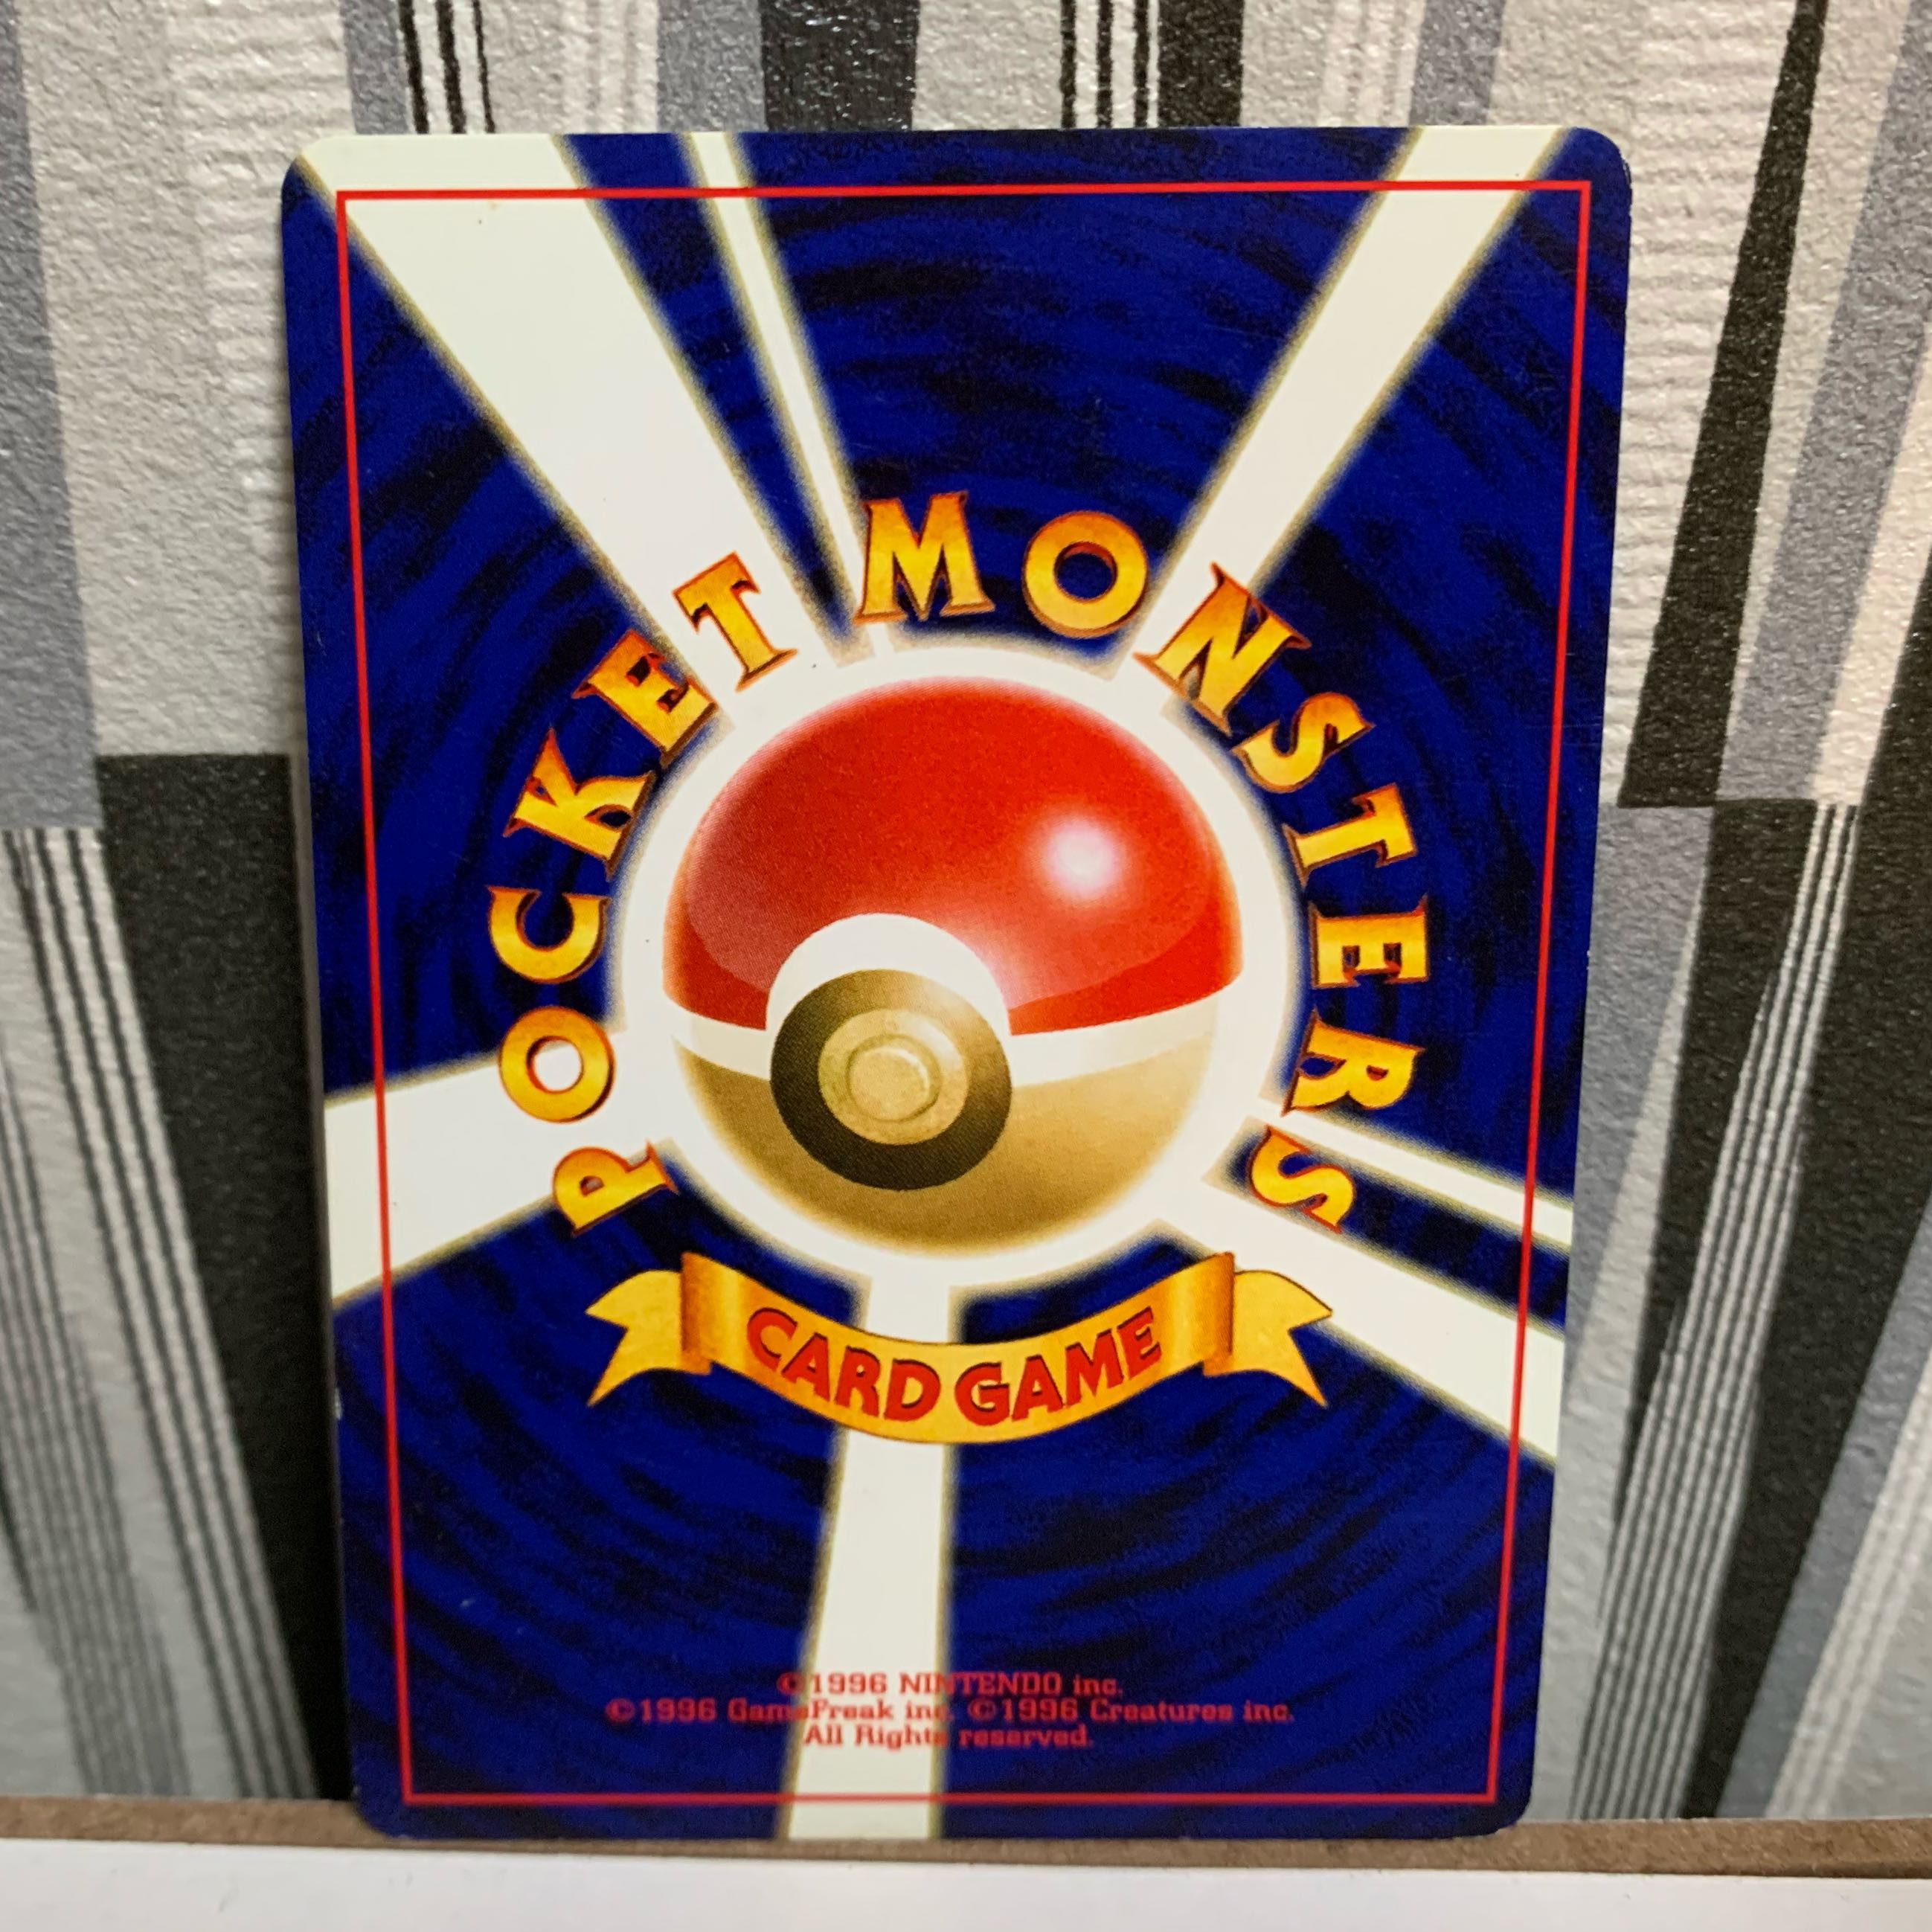 POCKET MONSTERS
CARD GAME
©1996 NINTENDO inc.
©1996 GameFreak inc. ©1996 Creatures inc.
All Rights reserved.